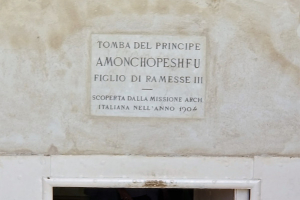 TOMBA DEL PRINCIPE
AMONCHOPESHFU
FIGLIO DI RAMESSE III
SCOPERTA DALLA MISSIONE ARCH.
ITALIANA NELL'ANNO 1904